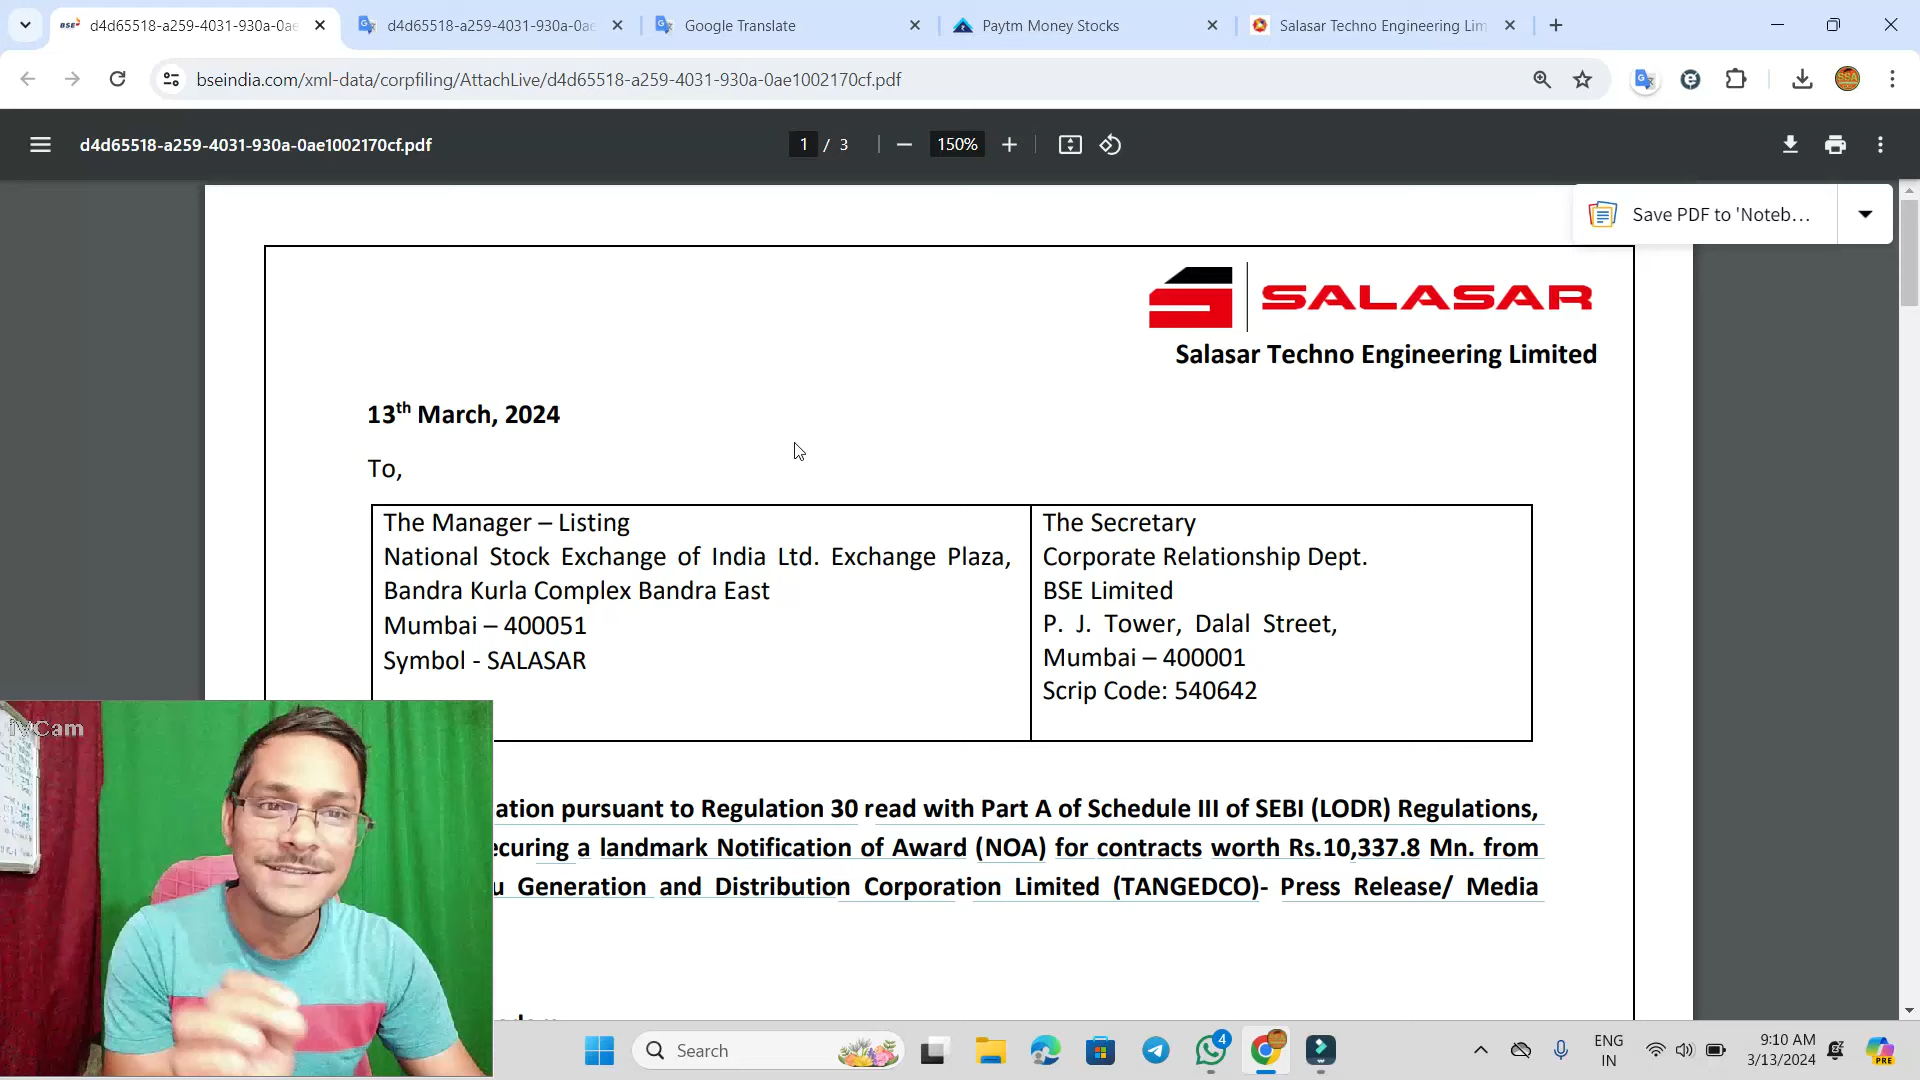 d4d65518-a259-4031-930a-0ae
d4d65518-a259-4031-930a-0ae
Google Translate
Paytm Money Stocks
Salasar Techno Engineering Lim
bseindia.com/xml-data/corpfiling/AttachLive/d4d65518-a259-4031-930a-0ae1002170cf.pdf
d4d65518-a259-4031-930a-0ae1002170cf.pdf
1 / 3
150%
Save PDF to 'Noteb...
SALASAR
Salasar Techno Engineering Limited
13th March, 2024
To,
The Manager – Listing
National Stock Exchange of India Ltd. Exchange Plaza,
Bandra Kurla Complex Bandra East
Mumbai – 400051
Symbol - SALASAR
The Secretary
Corporate Relationship Dept.
BSE Limited
P. J. Tower, Dalal Street,
Mumbai – 400001
Scrip Code: 540642
ation pursuant to Regulation 30 read with Part A of Schedule III of SEBI (LODR) Regulations,
ecuring a landmark Notification of Award (NOA) for contracts worth Rs.10,337.8 Mn. from
u Generation and Distribution Corporation Limited (TANGEDCO)- Press Release/ Media
iVCam
Search
4
ENG
IN
9:10 AM
3/13/2024
PRE